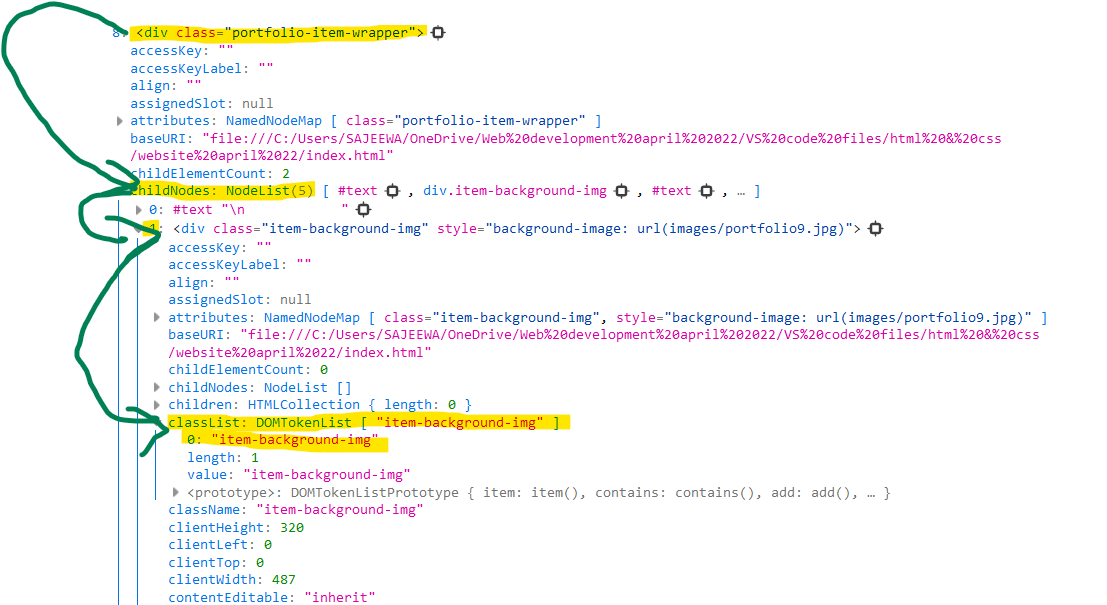 8: <div class="portfolio-item-wrapper">
accessKey: ""
accessKeyLabel: ""
align: ""
assignedSlot: null
attributes: NamedNodeMap [ class="portfolio-item-wrapper" ]
baseURI: "file:///C:/Users/SAJEEWA/OneDrive/Web%20development%20april%202022/VS%20code%20files/html%20&%20css
/website%20april%2022/index.html"
childElementCount: 2
childNodes: NodeList(5) [ #text , div.item-background-img , #text , … ]
0: #text "\n "
1: <div class="item-background-img" style="background-image: url(images/portfolio9.jpg)">
accessKey: ""
accessKeyLabel: ""
align: ""
assignedSlot: null
attributes: NamedNodeMap [ class="item-background-img", style="background-image: url(images/portfolio9.jpg)" ]
baseURI: "file:///C:/Users/SAJEEWA/OneDrive/Web%20development%20april%202022/VS%20code%20files/html%20&%20css
/website%20april%2022/index.html"
childElementCount: 0
childNodes: NodeList []
children: HTMLCollection { length: 0 }
classList: DOMTokenList [ "item-background-img" ]
0: "item-background-img"
length: 1
value: "item-background-img"
<prototype>: DOMTokenListPrototype { item: item(), contains: contains(), add: add(), … }
className: "item-background-img"
clientHeight: 320
clientLeft: 0
clientTop: 0
clientWidth: 487
contentEditable: "inherit"